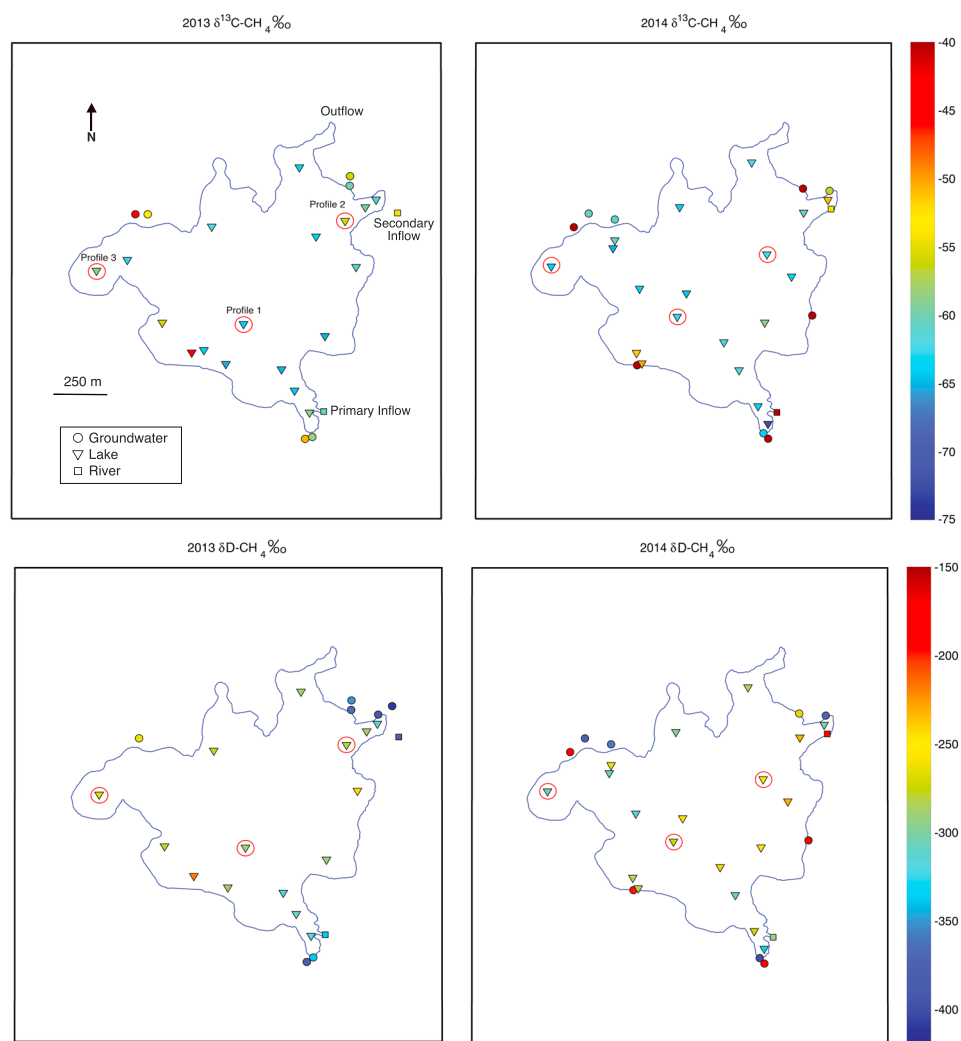 2013 δ¹³C-CH₄‰
2014 δ¹³C-CH₄‰
-40
-45
-50
-55
-60
-65
-70
-75
N
Outflow
Profile 2
Secondary
Inflow
Profile 3
Profile 1
250 m
Primary Inflow
Groundwater
Lake
River
2013 δD-CH₄‰
2014 δD-CH₄‰
-150
-200
-250
-300
-350
-400